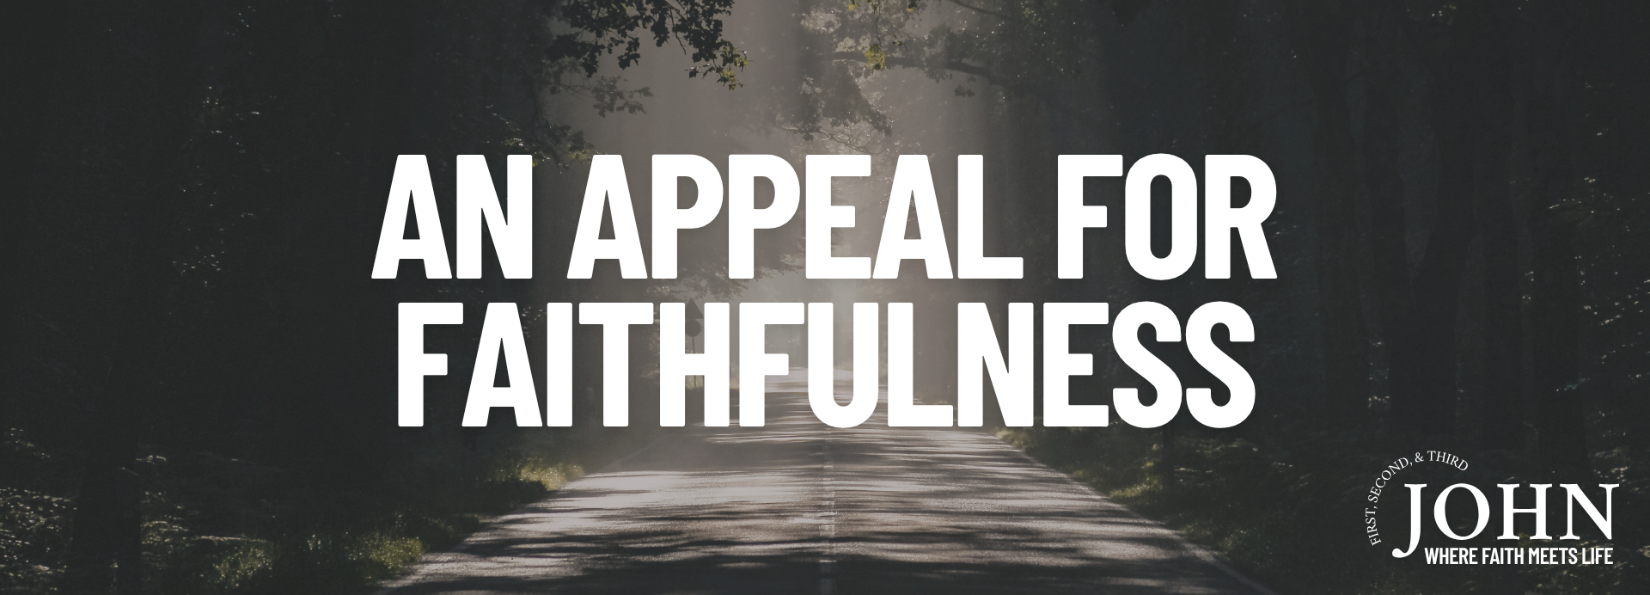 AN APPEAL FOR
FAITHFULNESS
FIRST, SECOND, & THIRD
JOHN
WHERE FAITH MEETS LIFE